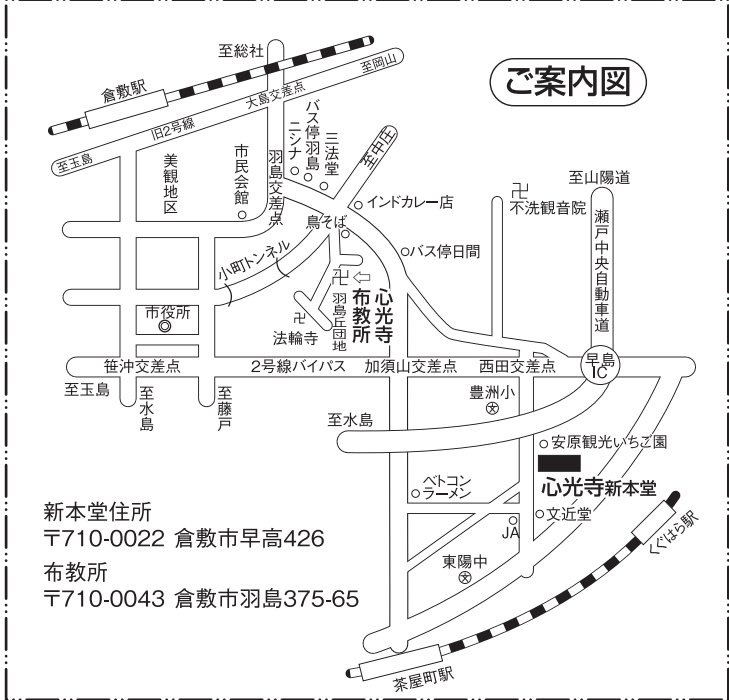 ご案内図
至総社
至岡山
倉敷駅
大島交差点
旧2号線
至玉島
美観地区
市民会館
羽島交差点
ニシナ
バス停羽島
三法堂
至中庄
インドカレー店
鳥そば
バス停日間
不洗観音院
至山陽道
瀬戸中央自動車道
小町トンネル
市役所
法輪寺
羽島丘団地
卍
卍
卍
⇦
心光寺
布教所
笹沖交差点
2号線バイパス
加須山交差点
西田交差点
早島
IC
至玉島
至水島
至藤戸
豊洲小
至水島
安原観光いちご園
心光寺新本堂
ベトコン
ラーメン
文近堂
JA
東陽中
くぐはら駅
茶屋町駅
新本堂住所
〒710-0022 倉敷市早高426
布教所
〒710-0043 倉敷市羽島375-65